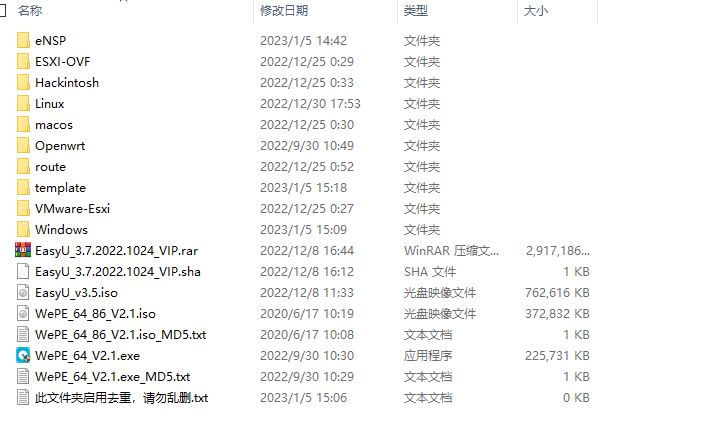 名称 修改日期 类型 大小
eNSP 2023/1/5 14:42 文件夹
ESXI-OVF 2022/12/25 0:29 文件夹
Hackintosh 2022/12/25 0:33 文件夹
Linux 2022/12/30 17:53 文件夹
macos 2022/12/25 0:30 文件夹
Openwrt 2022/9/30 10:49 文件夹
route 2022/12/25 0:52 文件夹
template 2023/1/5 15:18 文件夹
VMware-Esxi 2022/12/25 0:27 文件夹
Windows 2023/1/5 15:09 文件夹
EasyU_3.7.2022.1024_VIP.rar 2022/12/8 16:44 WinRAR 压缩文... 2,917,186...
EasyU_3.7.2022.1024_VIP.sha 2022/12/8 16:12 SHA 文件 1 KB
EasyU_v3.5.iso 2022/12/8 11:33 光盘映像文件 762,616 KB
WePE_64_86_V2.1.iso 2020/6/17 10:19 光盘映像文件 372,832 KB
WePE_64_86_V2.1.iso_MD5.txt 2020/6/17 10:08 文本文档 1 KB
WePE_64_V2.1.exe 2022/9/30 10:30 应用程序 225,731 KB
WePE_64_V2.1.exe_MD5.txt 2022/9/30 10:29 文本文档 1 KB
此文件夹启用去重，请勿乱删.txt 2023/1/5 15:06 文本文档 0 KB